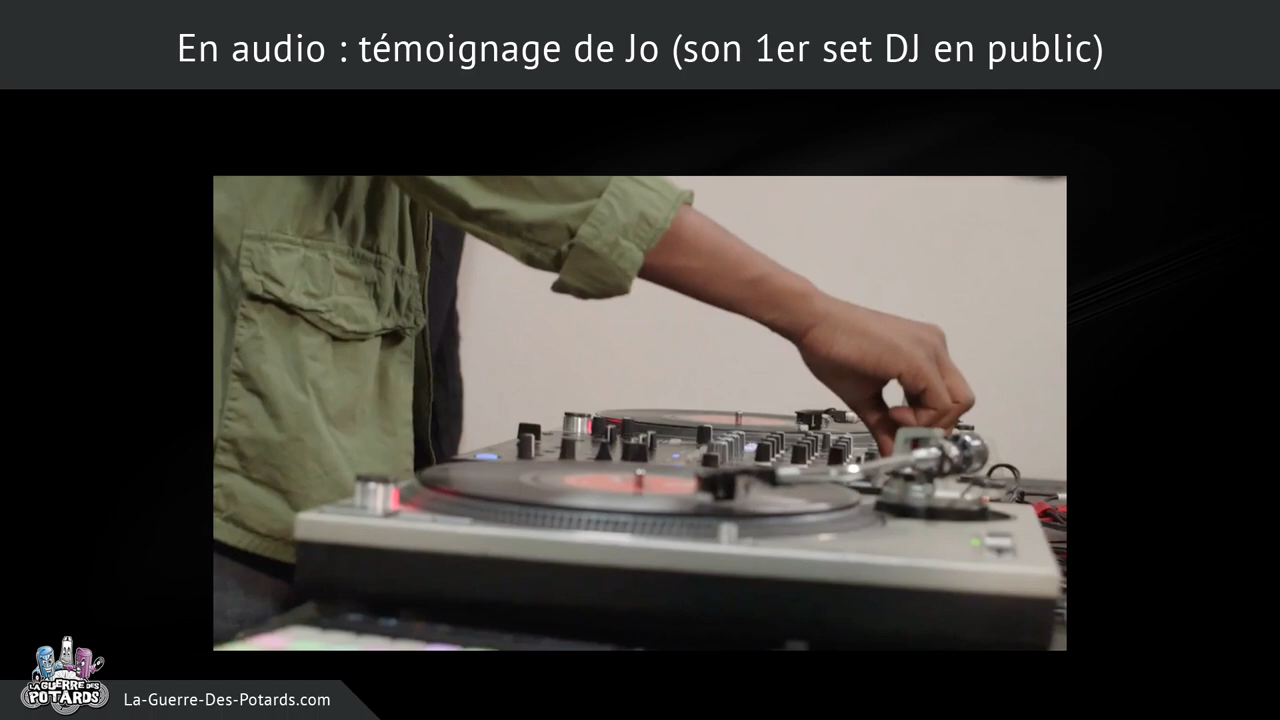 En audio : témoignage de Jo (son 1er set DJ en public)
LA GUERRE DES
POTARDS
La-Guerre-Des-Potards.com